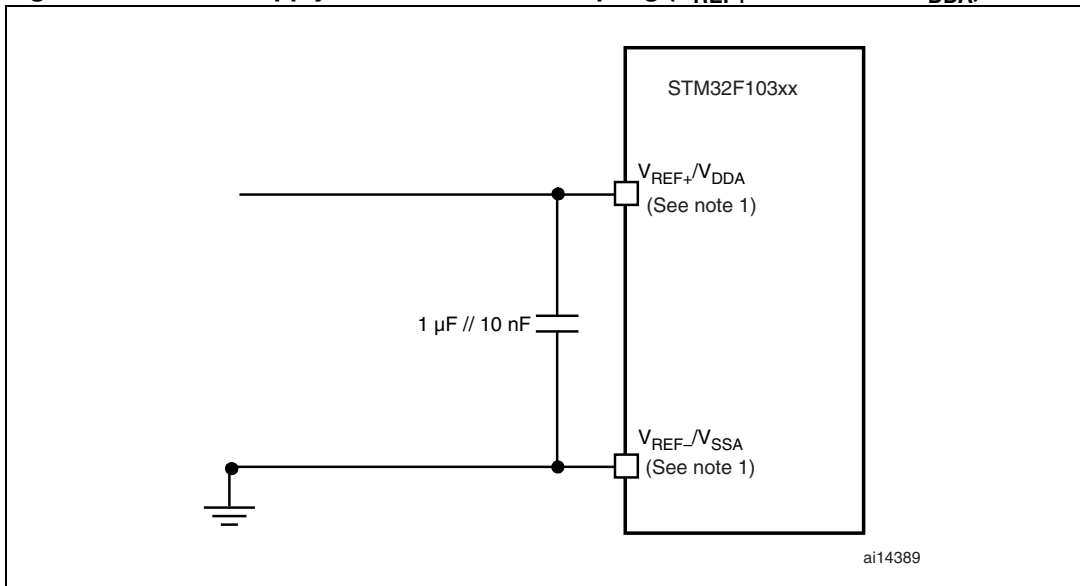 STM32F103xx
VREF+/VDDA
(See note 1)
1 µF // 10 nF
VREF–/VSSA
(See note 1)
ai14389